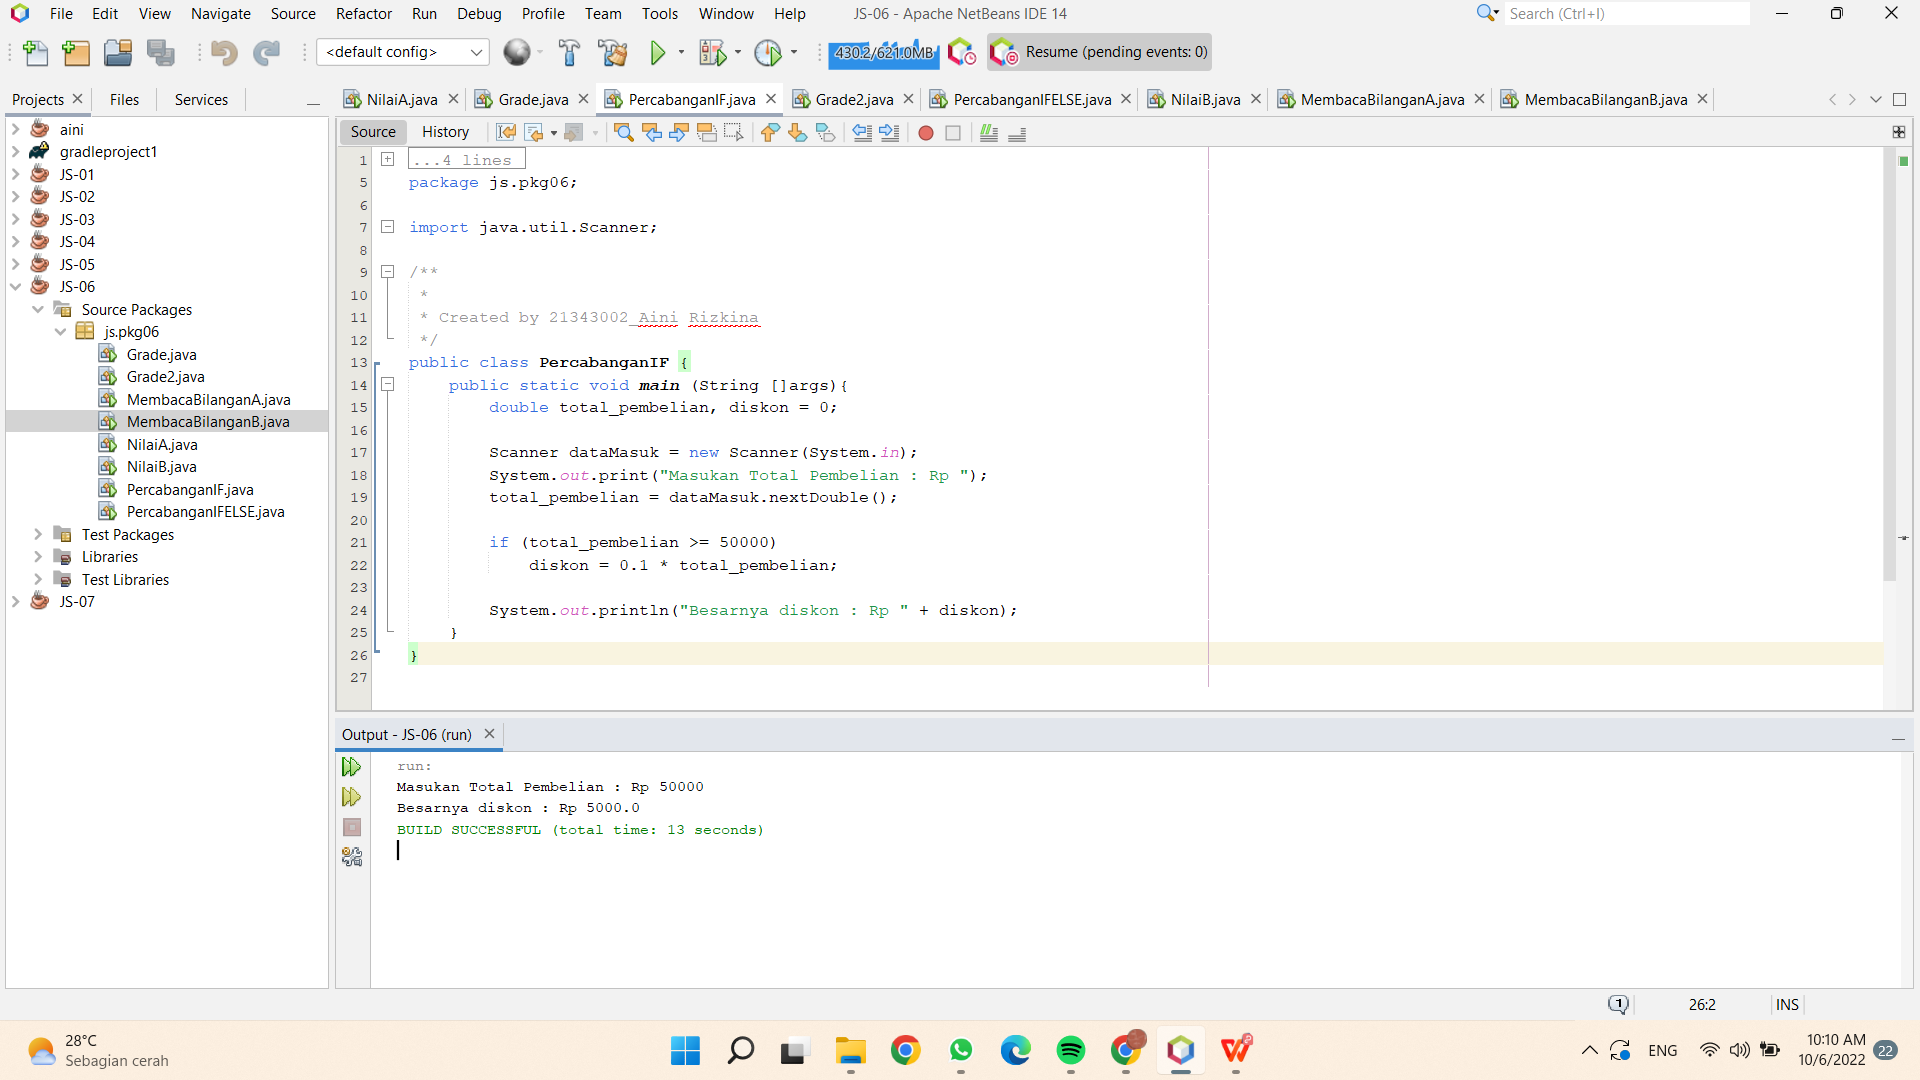 File Edit View Navigate Source Refactor Run Debug Profile Team Tools Window Help JS-06 - Apache NetBeans IDE 14 Search (Ctrl+I)
<default config> 430.2/621.0MB Resume (pending events: 0)
Projects Files Services NilaiA.java Grade.java PercabanganIF.java Grade2.java PercabanganIFELSE.java NilaiB.java MembacaBilanganA.java MembacaBilanganB.java
Source History
aini
gradleproject1
JS-01
JS-02
JS-03
JS-04
JS-05
JS-06
Source Packages
js.pkg06
Grade.java
Grade2.java
MembacaBilanganA.java
MembacaBilanganB.java
NilaiA.java
NilaiB.java
PercabanganIF.java
PercabanganIFELSE.java
Test Packages
Libraries
Test Libraries
JS-07
1 ...4 lines
5 package js.pkg06;
6
7 import java.util.Scanner;
8
9 /**
10 *
11 * Created by 21343002_Aini Rizkina
12 */
13 public class PercabanganIF {
14 public static void main (String []args){
15 double total_pembelian, diskon = 0;
16
17 Scanner dataMasuk = new Scanner(System.in);
18 System.out.print("Masukan Total Pembelian : Rp ");
19 total_pembelian = dataMasuk.nextDouble();
20
21 if (total_pembelian >= 50000)
22 diskon = 0.1 * total_pembelian;
23
24 System.out.println("Besarnya diskon : Rp " + diskon);
25 }
26 }
27
Output - JS-06 (run)
run:
Masukan Total Pembelian : Rp 50000
Besarnya diskon : Rp 5000.0
BUILD SUCCESSFUL (total time: 13 seconds)
1 26:2 INS
28°C
Sebagian cerah
ENG
10:10 AM
10/6/2022
22